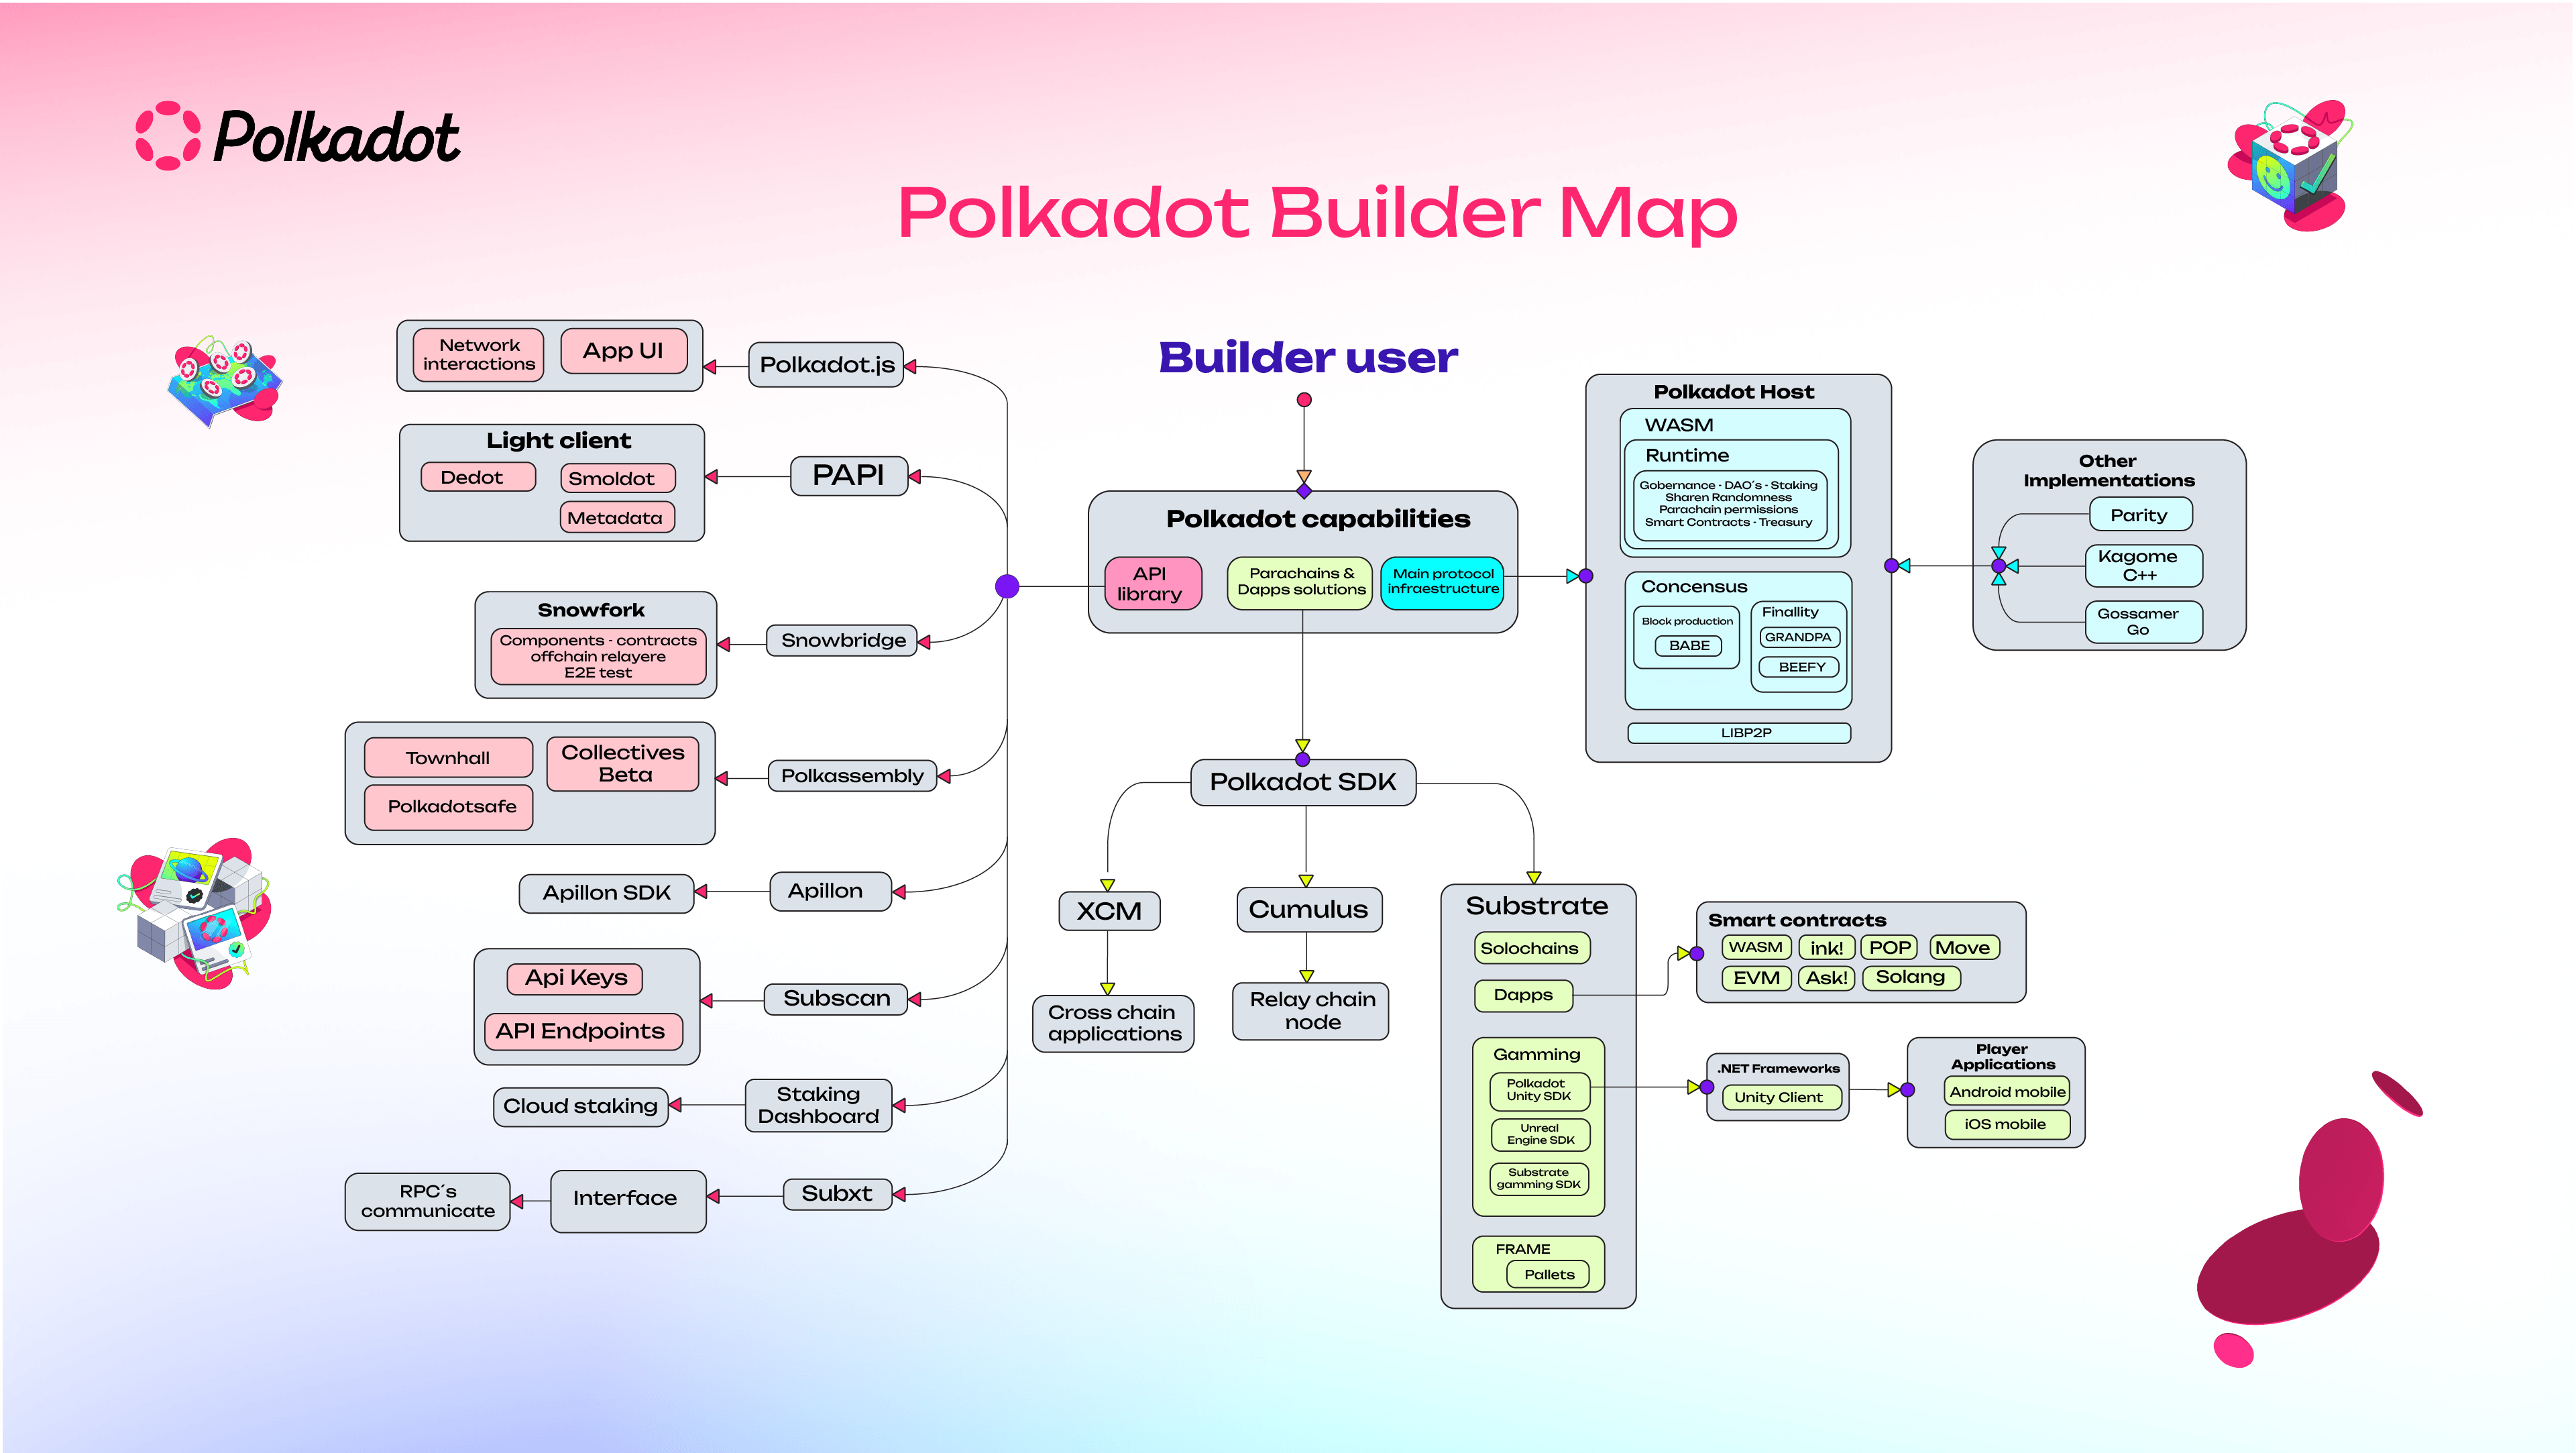 Polkadot
Polkadot Builder Map
Builder user
Network
interactions
App UI
Polkadot.js
Light client
Dedot
Smoldot
Metadata
PAPI
Snowfork
Components - contracts
offchain relayere
E2E test
Snowbridge
Townhall
Collectives
Beta
Polkadotsafe
Polkassembly
Apillon SDK
Apillon
Api Keys
API Endpoints
Subscan
Cloud staking
Staking
Dashboard
RPC´s
communicate
Interface
Subxt
Polkadot capabilities
API
library
Parachains &
Dapps solutions
Main protocol
infraestructure
Polkadot Host
WASM
Runtime
Gobernance - DAO´s - Staking
Sharen Randomness
Parachain permissions
Smart Contracts - Treasury
Concensus
Block production
BABE
Finallity
GRANDPA
BEEFY
LIBP2P
Other
Implementations
Parity
Kagome
C++
Gossamer
Go
Polkadot SDK
XCM
Cross chain
applications
Cumulus
Relay chain
node
Substrate
Solochains
Dapps
Gamming
Polkadot
Unity SDK
Unreal
Engine SDK
Substrate
gamming SDK
FRAME
Pallets
Smart contracts
WASM
ink!
POP
Move
EVM
Ask!
Solang
.NET Frameworks
Unity Client
Player
Applications
Android mobile
iOS mobile